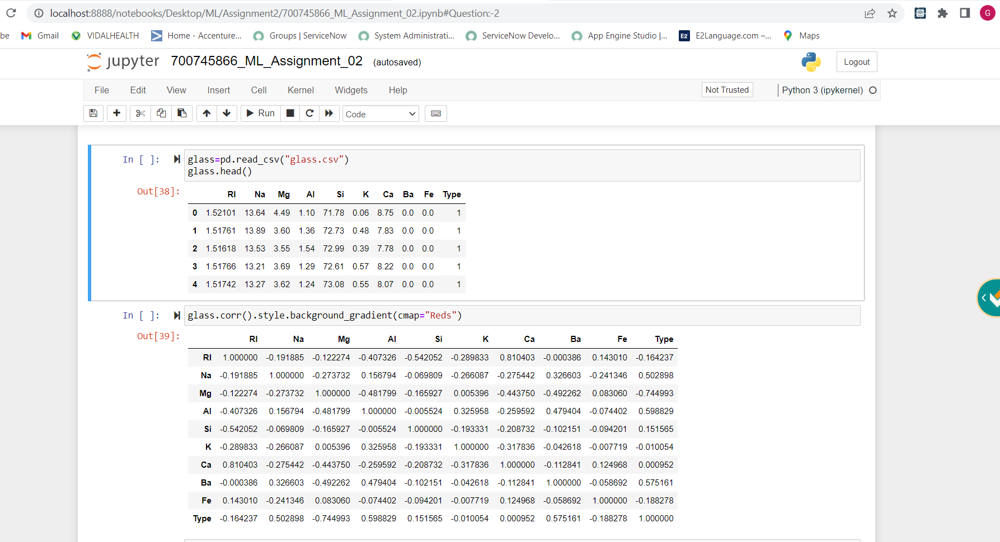 localhost:8888/notebooks/Desktop/ML/Assignment2/700745866_ML_Assignment_02.ipynb#Question:-2
G
be Gmail VIDALHEALTH Home - Accenture... Groups | ServiceNow System Administrati... ServiceNow Develo... App Engine Studio |... E2 E2Language.com –... Maps
jupyter 700745866_ML_Assignment_02 (autosaved) Logout
File Edit View Insert Cell Kernel Widgets Help Not Trusted Python 3 (ipykernel)
Run Code
In [ ]: glass=pd.read_csv("glass.csv")
glass.head()
Out[38]:
RI Na Mg Al Si K Ca Ba Fe Type
0 1.52101 13.64 4.49 1.10 71.78 0.06 8.75 0.0 0.0 1
1 1.51761 13.89 3.60 1.36 72.73 0.48 7.83 0.0 0.0 1
2 1.51618 13.53 3.55 1.54 72.99 0.39 7.78 0.0 0.0 1
3 1.51766 13.21 3.69 1.29 72.61 0.57 8.22 0.0 0.0 1
4 1.51742 13.27 3.62 1.24 73.08 0.55 8.07 0.0 0.0 1
In [ ]: glass.corr().style.background_gradient(cmap="Reds")
Out[39]:
RI Na Mg Al Si K Ca Ba Fe Type
RI 1.000000 -0.191885 -0.122274 -0.407326 -0.542052 -0.289833 0.810403 -0.000386 0.143010 -0.164237
Na -0.191885 1.000000 -0.273732 0.156794 -0.069809 -0.266087 -0.275442 0.326603 -0.241346 0.502898
Mg -0.122274 -0.273732 1.000000 -0.481799 -0.165927 0.005396 -0.443750 -0.492262 0.083060 -0.744993
Al -0.407326 0.156794 -0.481799 1.000000 -0.005524 0.325958 -0.259592 0.479404 -0.074402 0.598829
Si -0.542052 -0.069809 -0.165927 -0.005524 1.000000 -0.193331 -0.208732 -0.102151 -0.094201 0.151565
K -0.289833 -0.266087 0.005396 0.325958 -0.193331 1.000000 -0.317836 -0.042618 -0.007719 -0.010054
Ca 0.810403 -0.275442 -0.443750 -0.259592 -0.208732 -0.317836 1.000000 -0.112841 0.124968 0.000952
Ba -0.000386 0.326603 -0.492262 0.479404 -0.102151 -0.042618 -0.112841 1.000000 -0.058692 0.575161
Fe 0.143010 -0.241346 0.083060 -0.074402 -0.094201 -0.007719 0.124968 -0.058692 1.000000 -0.188278
Type -0.164237 0.502898 -0.744993 0.598829 0.151565 -0.010054 0.000952 0.575161 -0.188278 1.000000